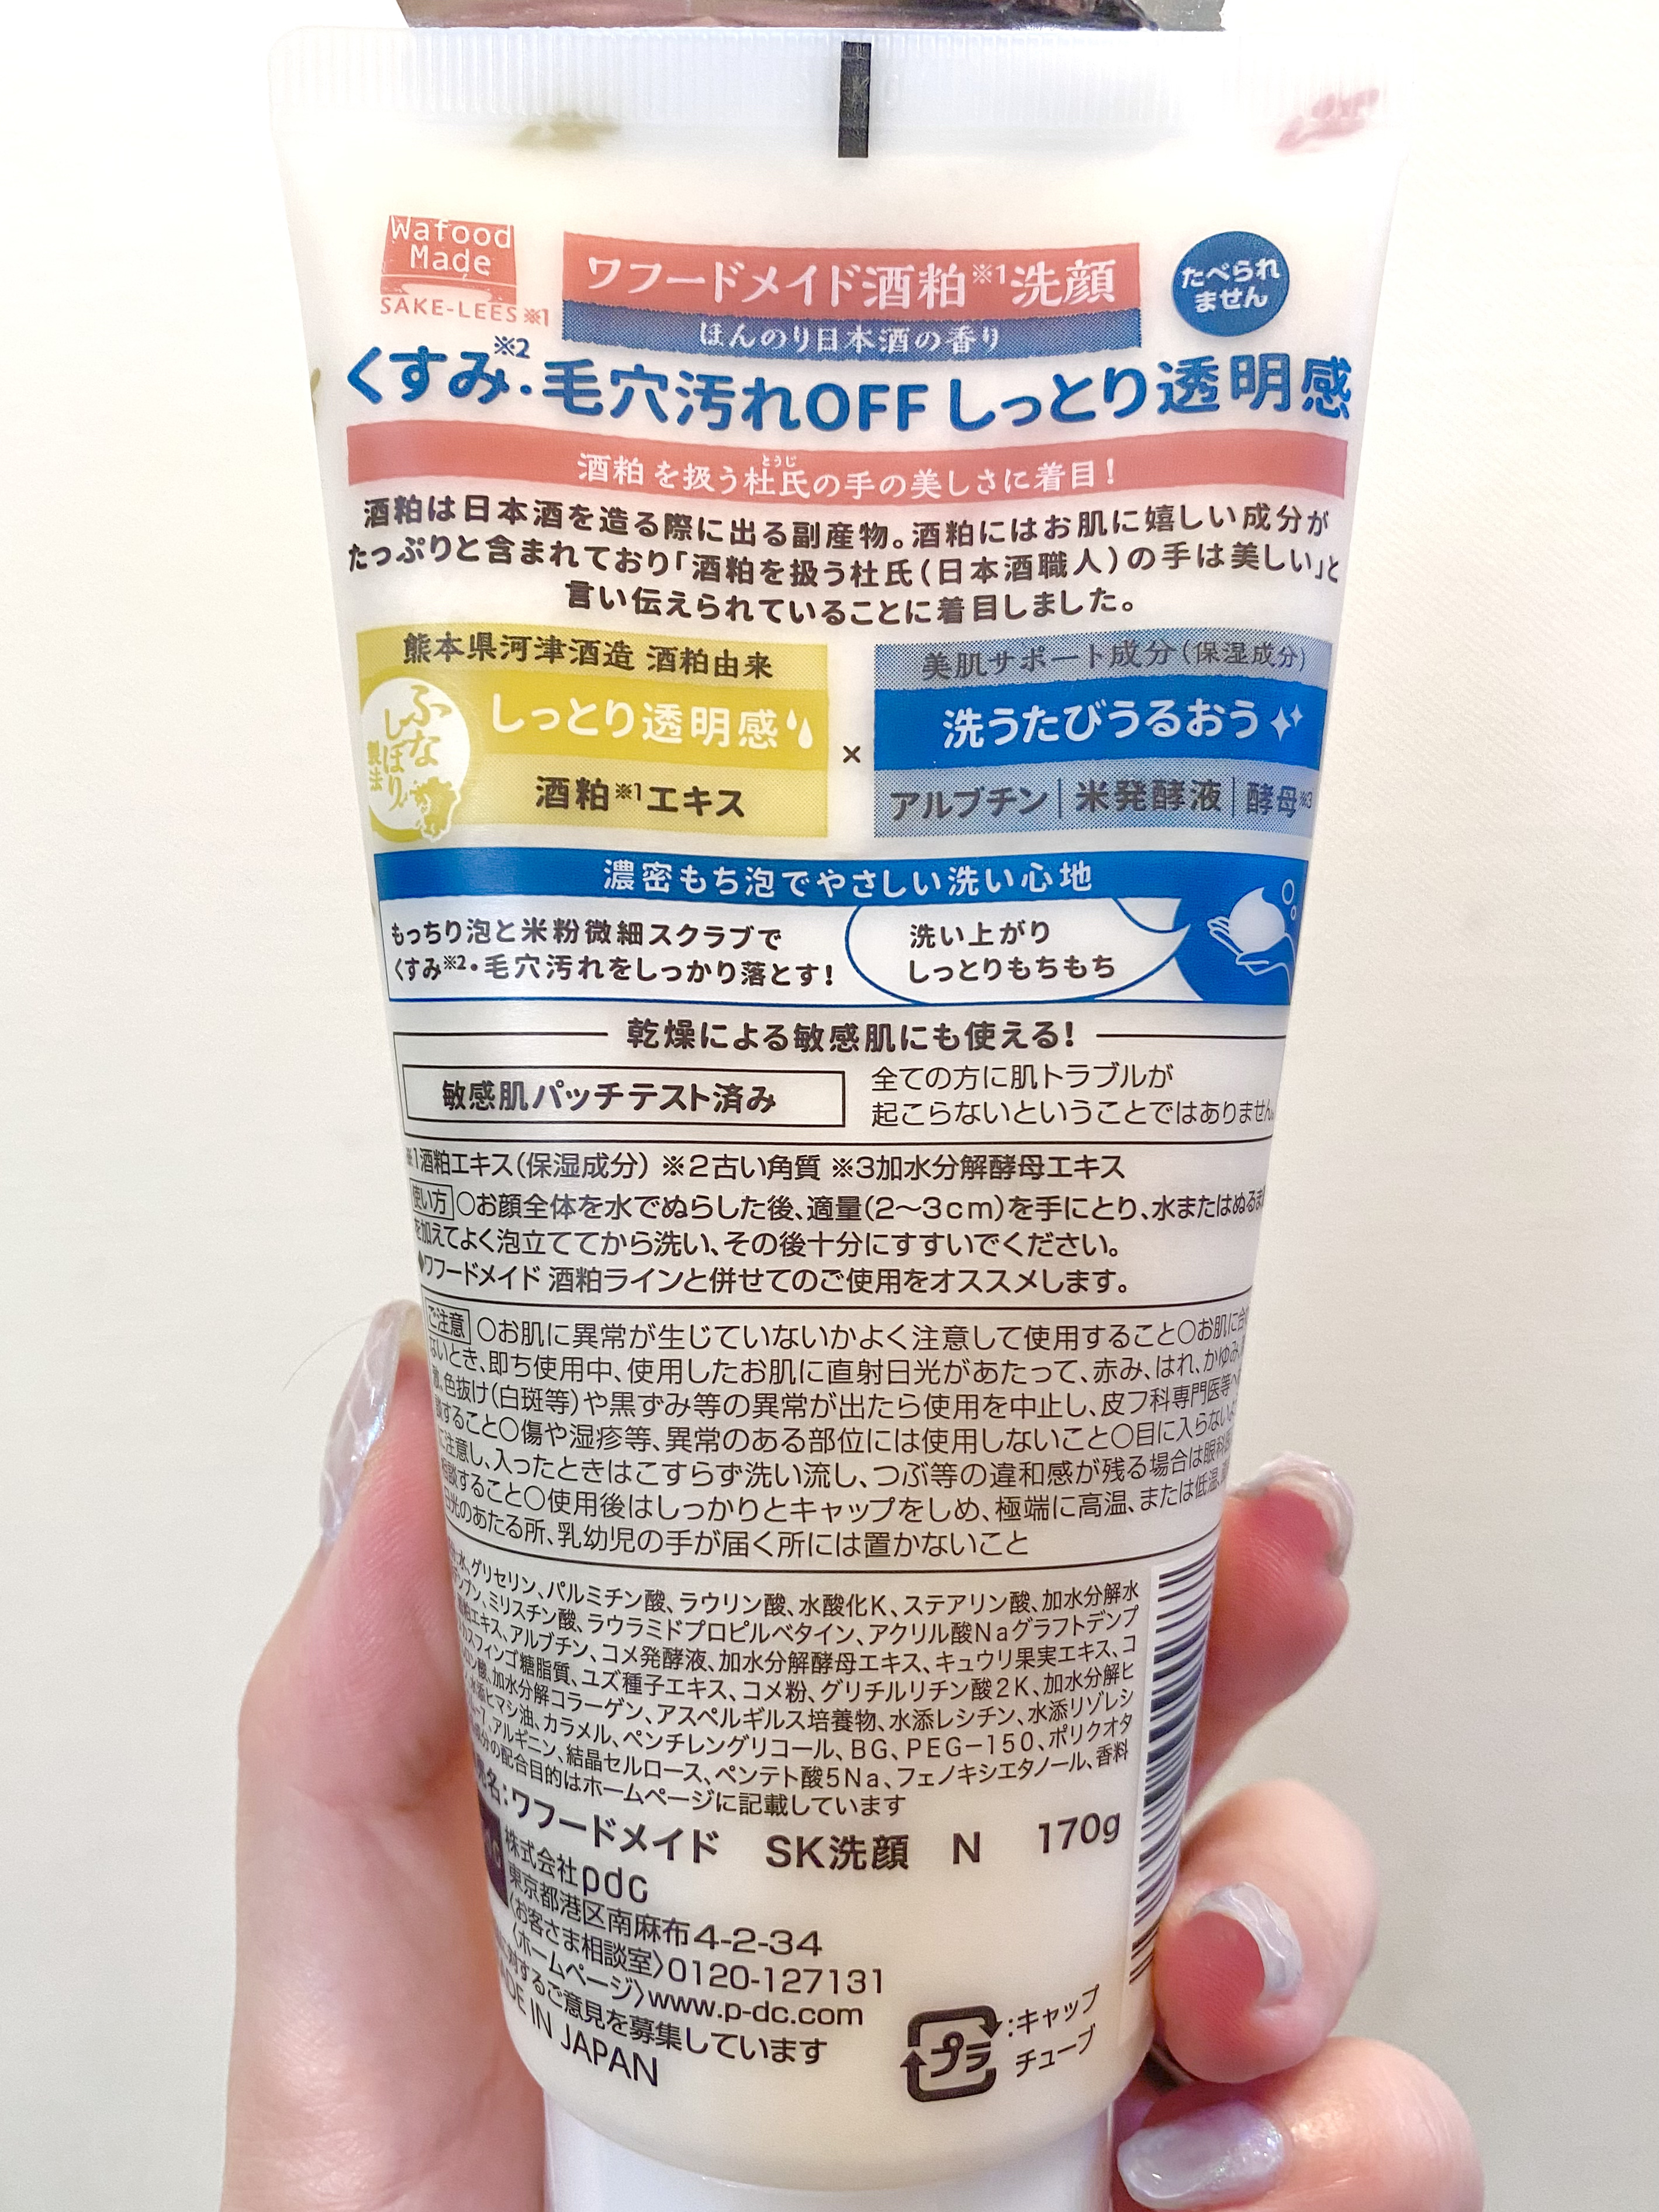 Wafood
Made
SAKE-LEES※1
ワフードメイド酒粕※1洗顔
ほんのり日本酒の香り
たべられ
ません
くすみ※2・毛穴汚れOFF しっとり透明感
酒粕を扱う杜氏の手の美しさに着目！
とうじ
酒粕は日本酒を造る際に出る副産物。酒粕にはお肌に嬉しい成分が
たっぷりと含まれており「酒粕を扱う杜氏(日本酒職人)の手は美しい」と
言い伝えられていることに着目しました。
熊本県河津酒造 酒粕由来
しっとり透明感
酒粕※1エキス
ふな
しぼり
製法
×
美肌サポート成分(保湿成分)
洗うたびうるおう
アルブチン|米発酵液|酵母※3
濃密もち泡でやさしい洗い心地
もっちり泡と米粉微細スクラブで
くすみ※2・毛穴汚れをしっかり落とす！
洗い上がり
しっとりもちもち
乾燥による敏感肌にも使える！
敏感肌パッチテスト済み
全ての方に肌トラブルが
起こらないということではありません。
※1酒粕エキス(保湿成分) ※2古い角質 ※3加水分解酵母エキス
使い方 ○お顔全体を水でぬらした後、適量(2〜3cm)を手にとり、水またはぬるま
を加えてよく泡立ててから洗い、その後十分にすすいでください。
◆ワフードメイド 酒粕ラインと併せてのご使用をオススメします。
ご注意 ○お肌に異常が生じていないかよく注意して使用すること○お肌に合
ないとき、即ち使用中、使用したお肌に直射日光があたって、赤み、はれ、かゆみ、
激、色抜け(白斑等)や黒ずみ等の異常が出たら使用を中止し、皮フ科専門医等へ
談すること○傷や湿疹等、異常のある部位には使用しないこと○目に入らないよ
に注意し、入ったときはこすらず洗い流し、つぶ等の違和感が残る場合は眼科医
相談すること○使用後はしっかりとキャップをしめ、極端に高温、または低温、
日光のあたる所、乳幼児の手が届く所には置かないこと
水、グリセリン、パルミチン酸、ラウリン酸、水酸化K、ステアリン酸、加水分解水
デンプン、ミリスチン酸、ラウラミドプロピルベタイン、アクリル酸Naグラフトデンプ
酒粕エキス、アルブチン、コメ発酵液、加水分解酵母エキス、キュウリ果実エキス、コ
スフィンゴ糖脂質、ユズ種子エキス、コメ粉、グリチルリチン酸2K、加水分解ヒ
ロン酸、加水分解コラーゲン、アスペルギルス培養物、水添レシチン、水添リゾレシ
水添ヒマシ油、カラメル、ペンチレングリコール、BG、PEG-150、ポリクオタ
-7、アルギニン、結晶セルロース、ペンテト酸5Na、フェノキシエタノール、香料
成分の配合目的はホームページに記載しています
名：ワフードメイド SK洗顔 N 170g
株式会社pdc
東京都港区南麻布4-2-34
〈お客さま相談室〉0120-127131
〈ホームページ〉www.p-dc.com
に対するご意見を募集しています
MADE IN JAPAN
プラ
：キャップ
チューブ